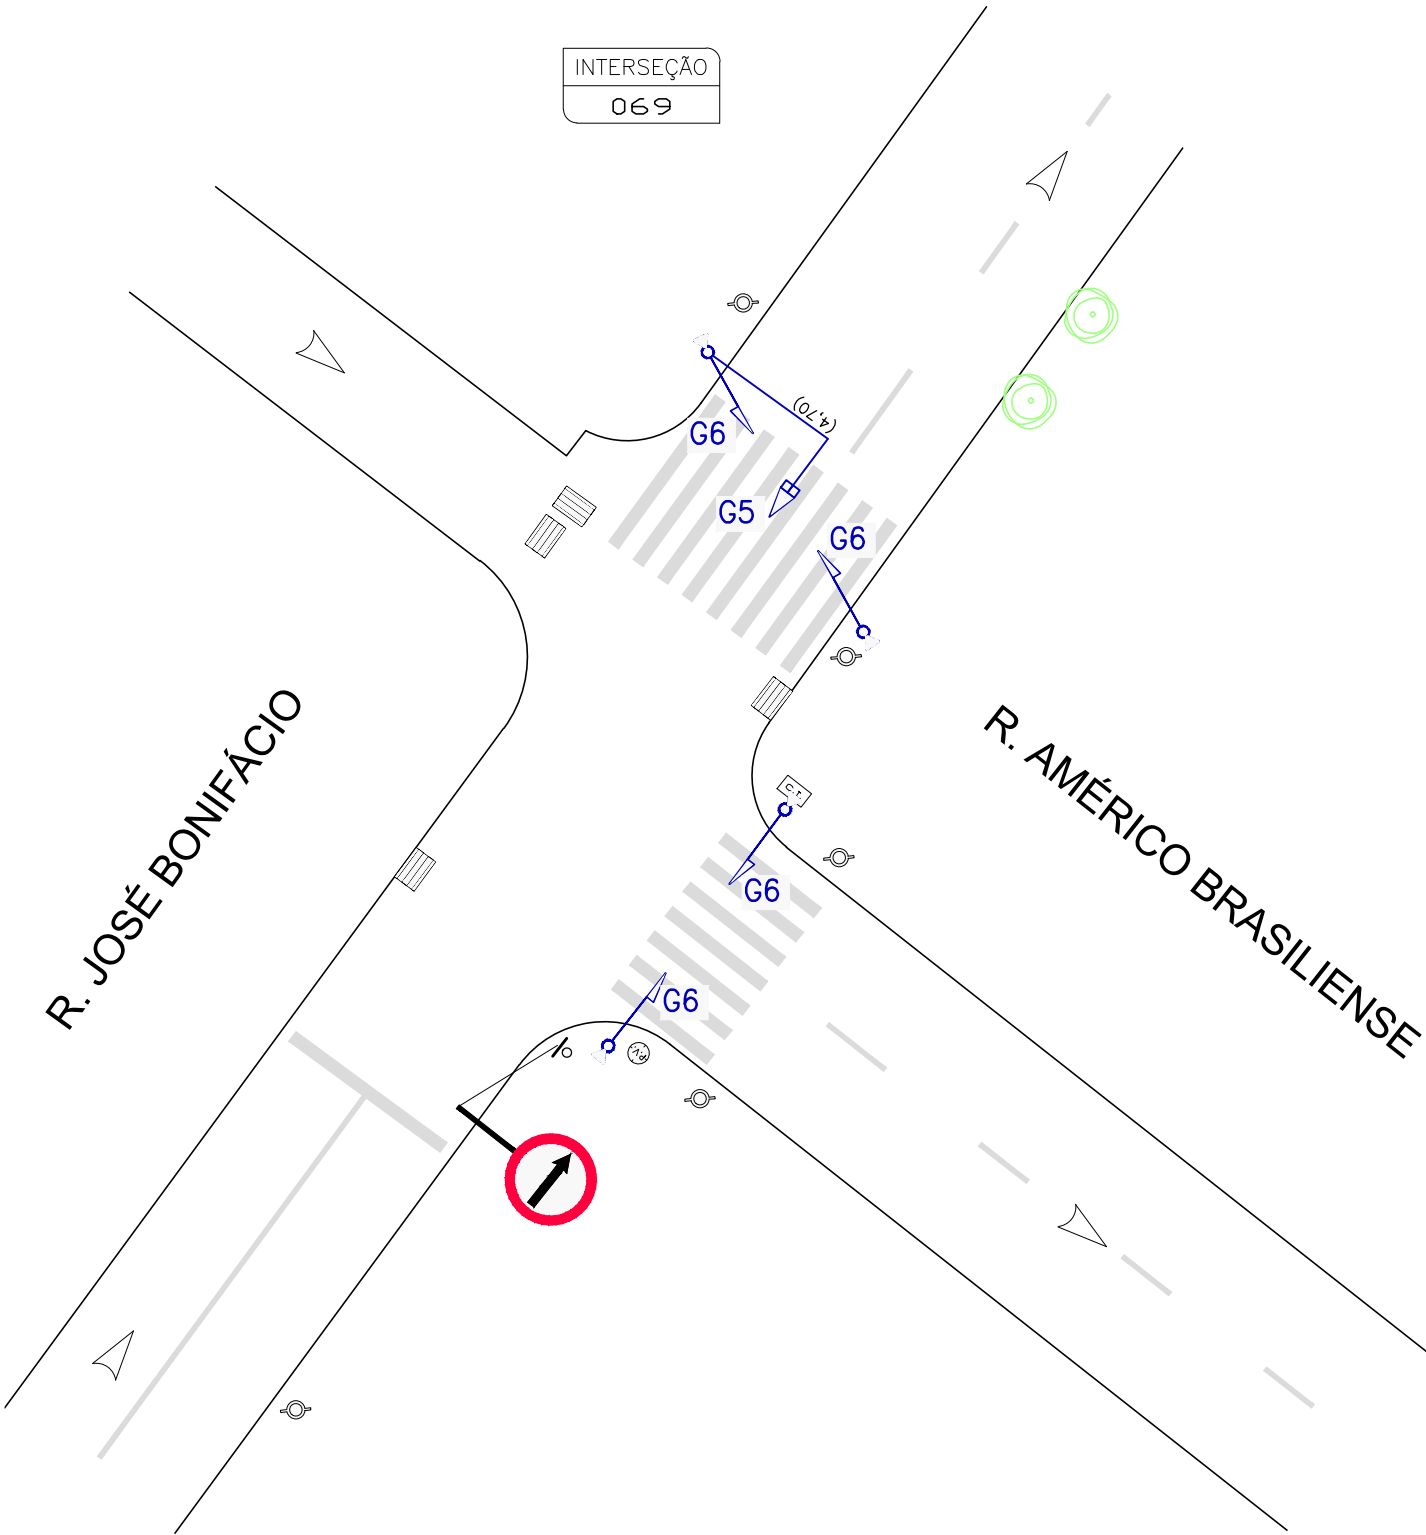 INTERSEÇÃO
069
(4,70)
G6
G5
G6
R. JOSÉ BONIFÁCIO
R. AMÉRICO BRASILIENSE
C.T.
G6
G6
P.V.